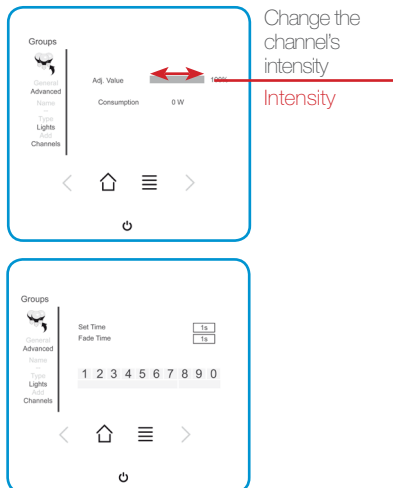 Groups
General
Advanced
Name
–
Type
Lights
Add
Channels
Adj. Value 100%
Consumption 0 W
Change the
channel's
intensity
Intensity
Groups
General
Advanced
Name
–
Type
Lights
Add
Channels
Set Time 1s
Fade Time 1s
1 2 3 4 5 6 7 8 9 0